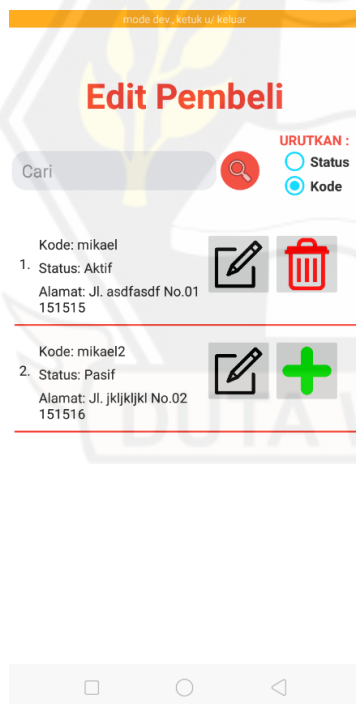 mode dev., ketuk u/ keluar
Edit Pembeli
URUTKAN :
Cari
Status
Kode
1.
Kode: mikael
Status: Aktif
Alamat: Jl. asdfasdf No.01
151515
2.
Kode: mikael2
Status: Pasif
Alamat: Jl. jkljkljkl No.02
151516
DUTA